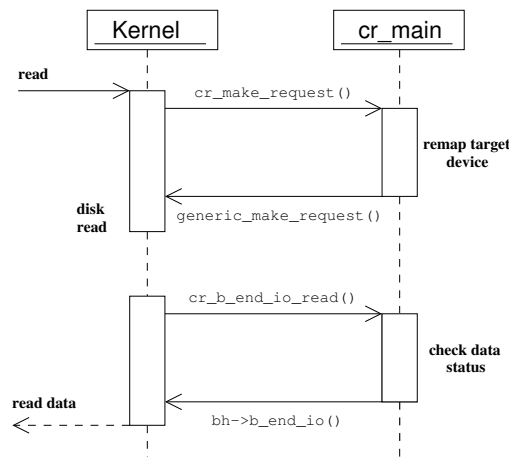 Kernel
cr_main
read
cr_make_request()
remap target
device
generic_make_request()
disk
read
cr_b_end_io_read()
check data
status
read data
bh->b_end_io()